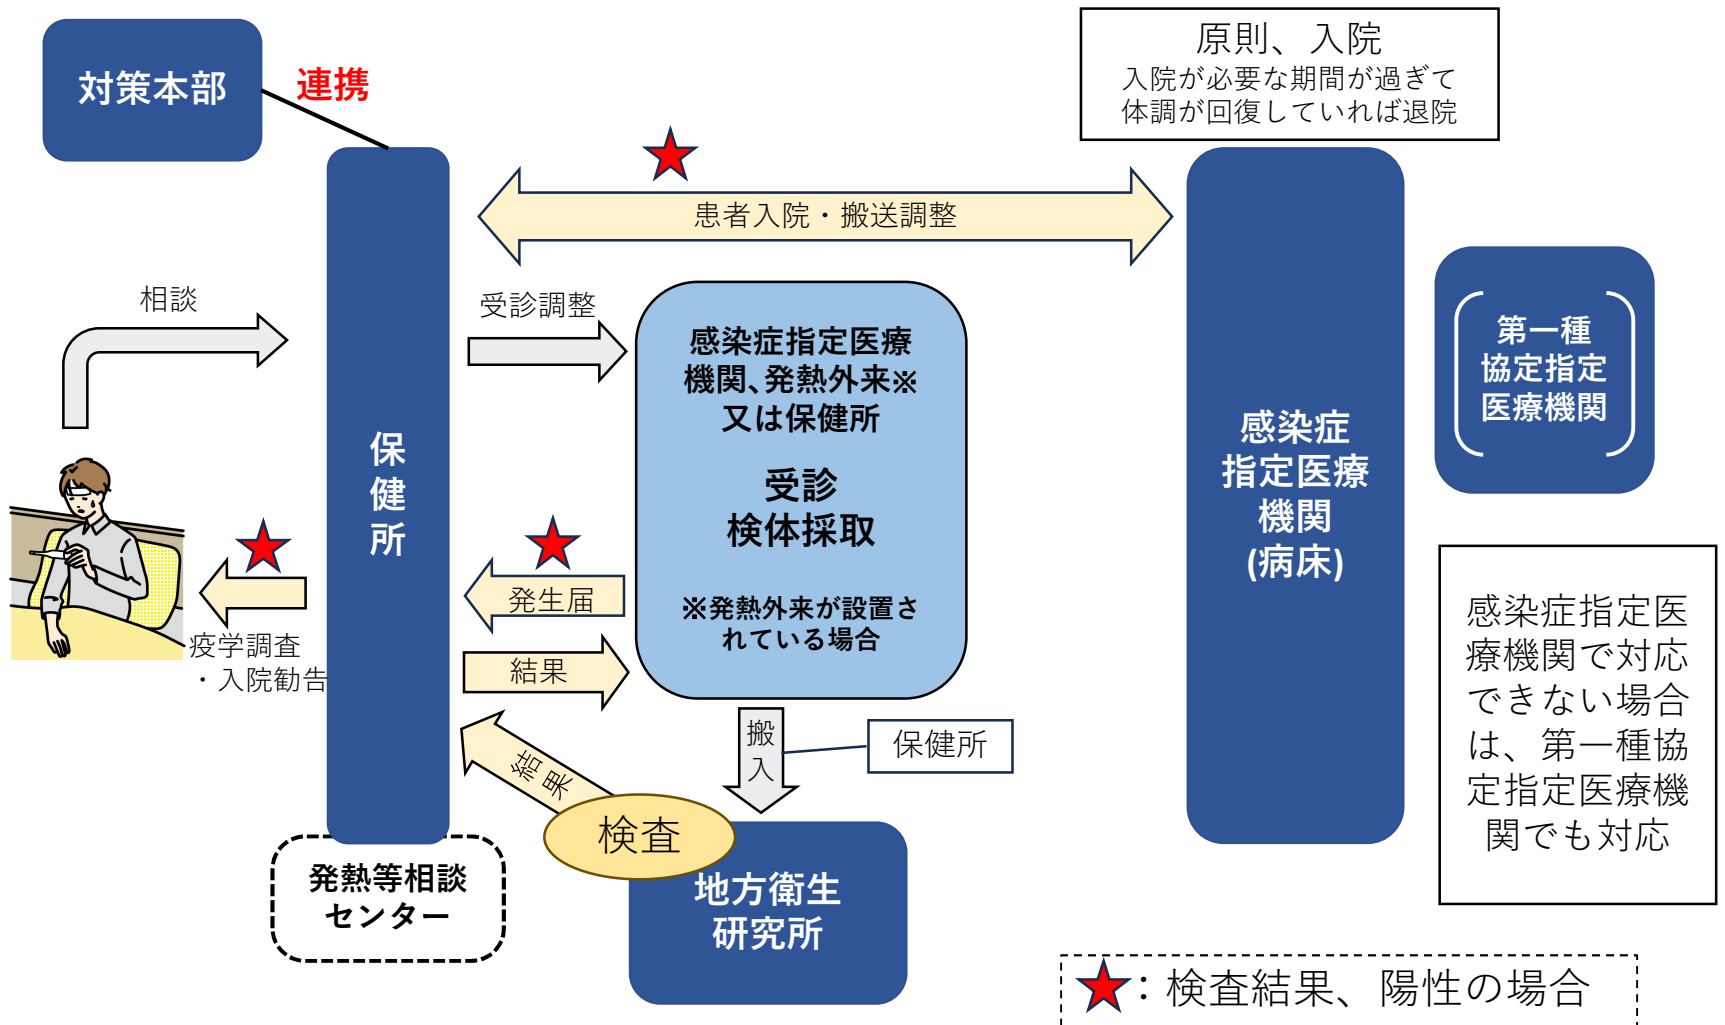 対策本部
連携
原則、入院
入院が必要な期間が過ぎて
体調が回復していれば退院
患者入院・搬送調整
相談
受診調整
保
健
所
感染症指定医療
機関、発熱外来※
又は保健所
受診
検体採取
※発熱外来が設置さ
れている場合
感染症
指定医療
機関
(病床)
第一種
協定指定
医療機関
発生届
結果
疫学調査
・入院勧告
搬
入
保健所
結果
検査
地方衛生
研究所
発熱等相談
センター
感染症指定医
療機関で対応
できない場合
は、第一種協
定指定医療機
関でも対応
★：検査結果、陽性の場合